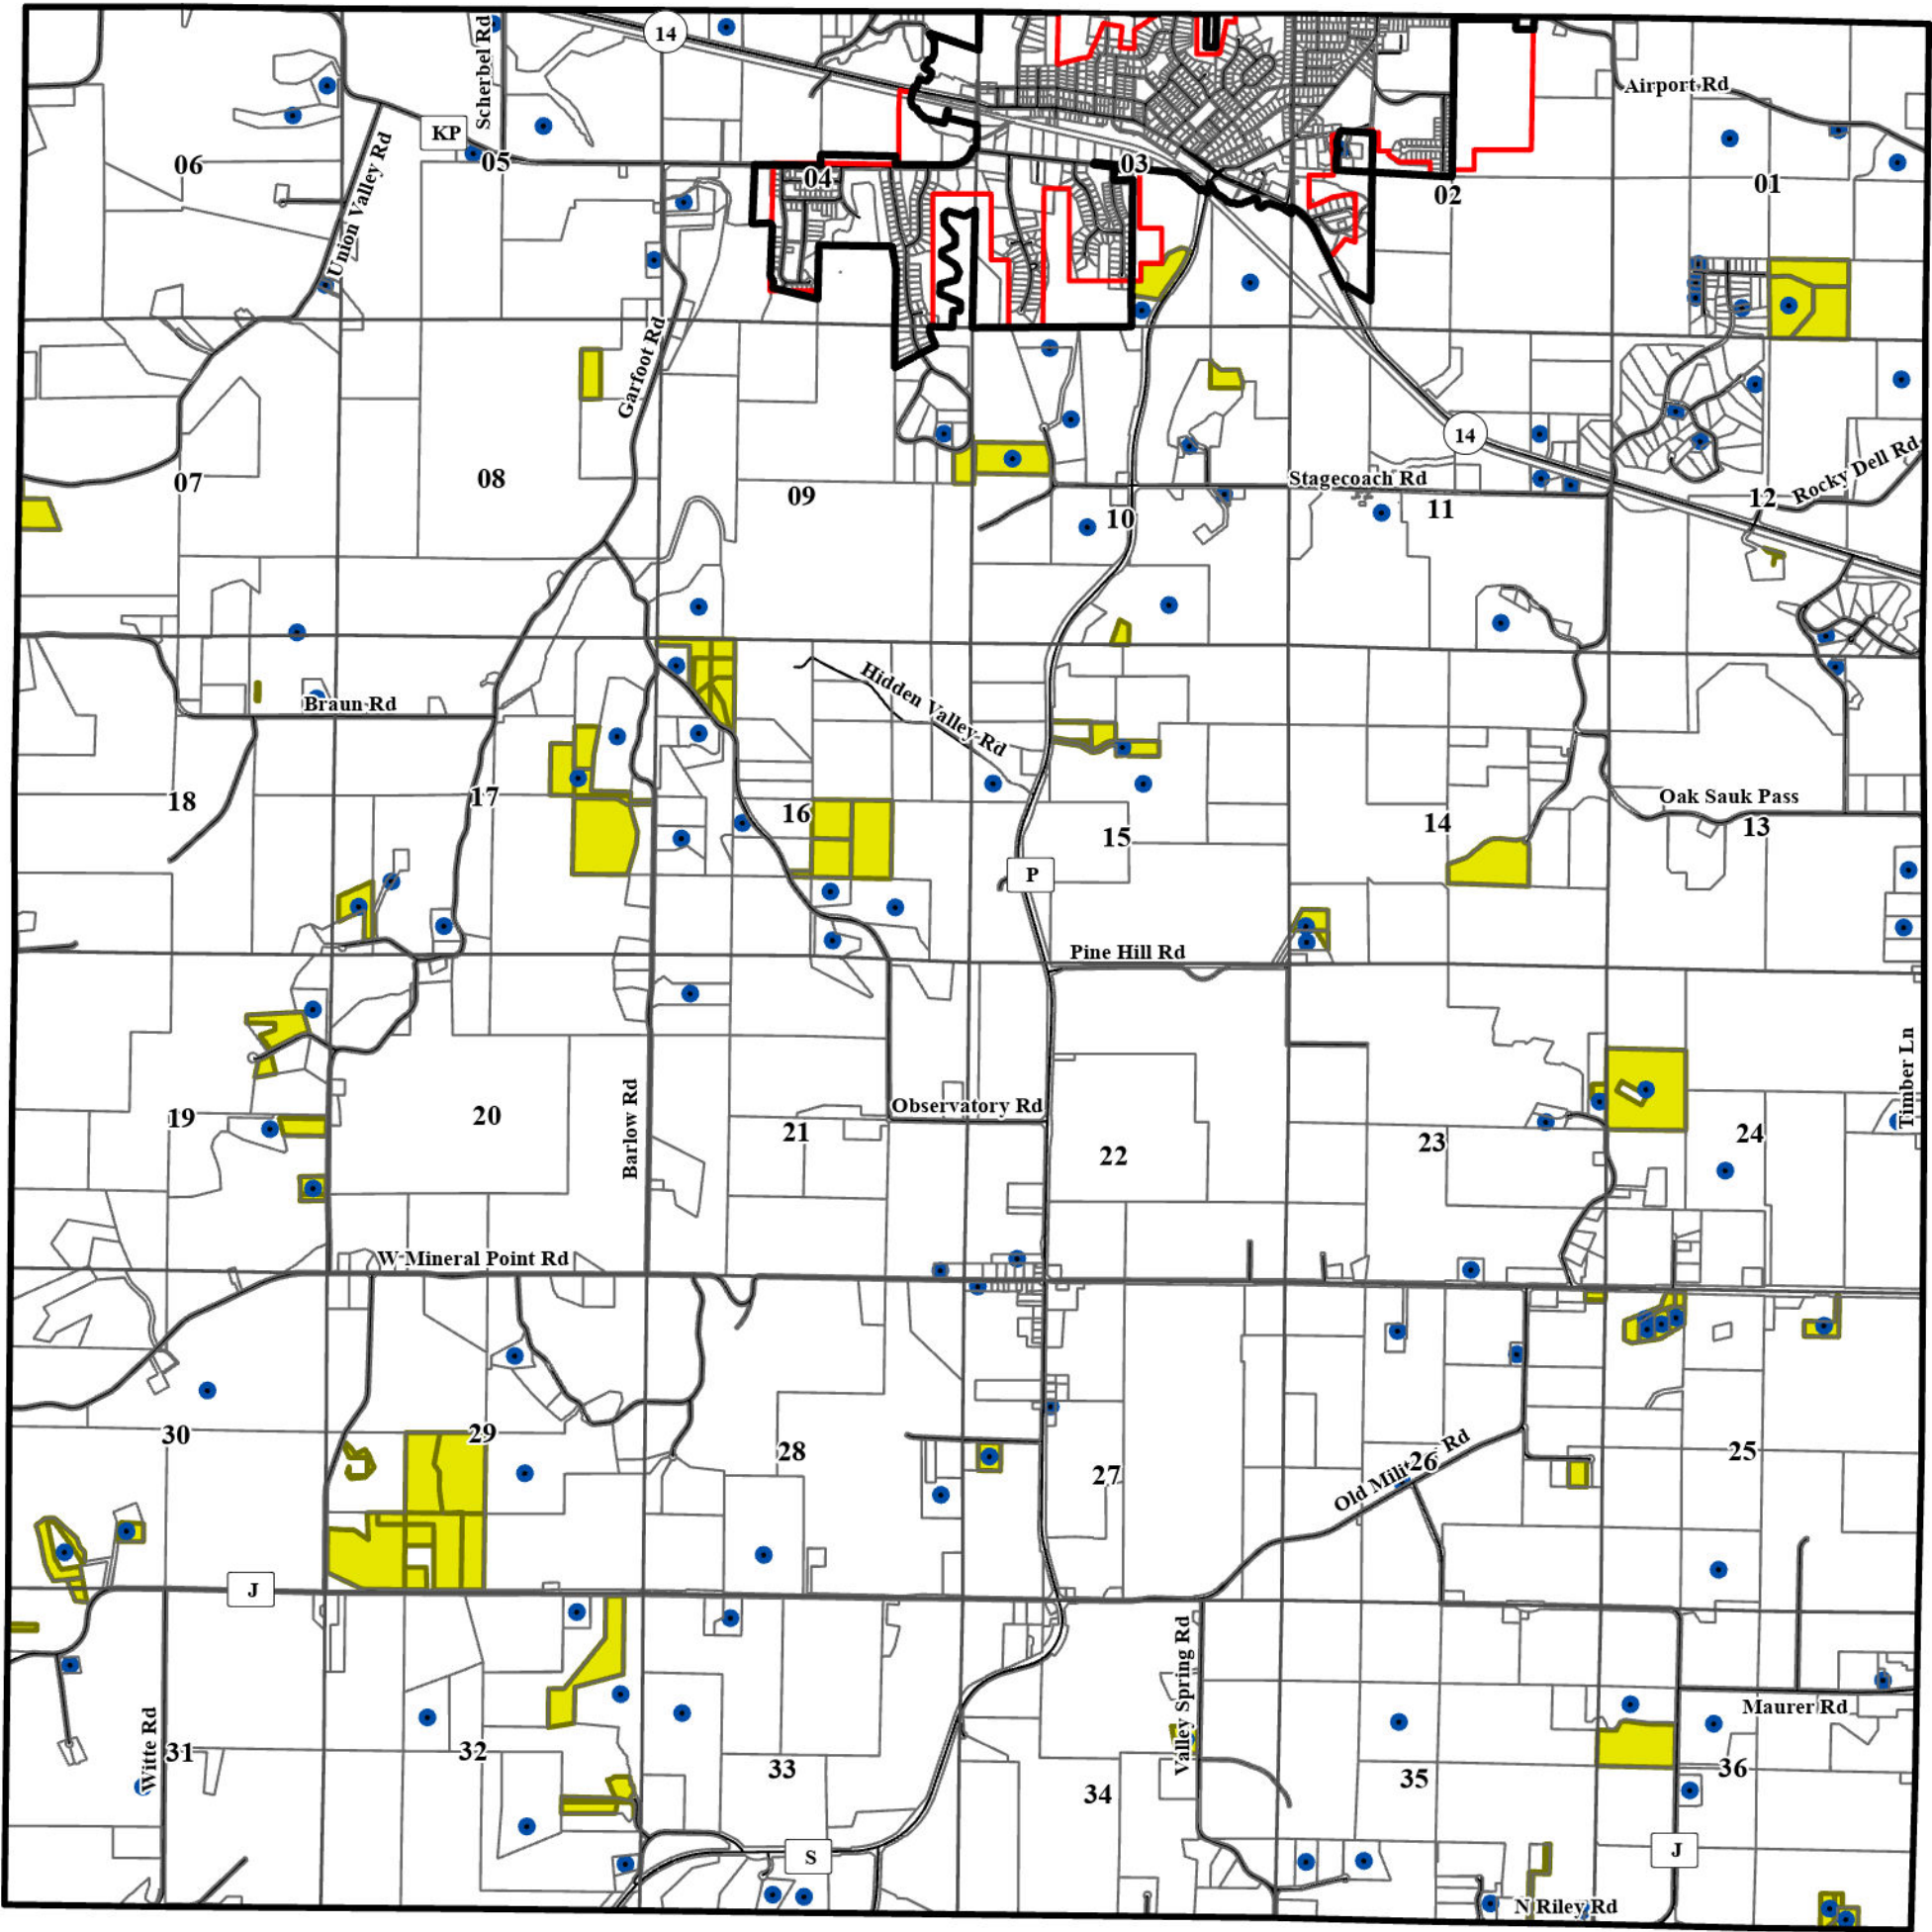 14
Scherbel Rd
Airport Rd
KP
03
05
06
04
01
02
Union Valley Rd
Garfoot Rd
14
Rocky Dell Rd
Stagecoach Rd
07
08
09
12
11
10
Hidden Valley Rd
Braun Rd
17
18
16
Oak Sauk Pass
14
13
15
P
Pine Hill Rd
Timber Ln
Observatory Rd
Barlow Rd
19
20
21
22
23
24
W Mineral Point Rd
30
29
28
27
Old Milit
26
Rd
25
J
Valley Spring Rd
Maurer Rd
Witte Rd
31
32
33
34
35
36
S
J
N Riley Rd